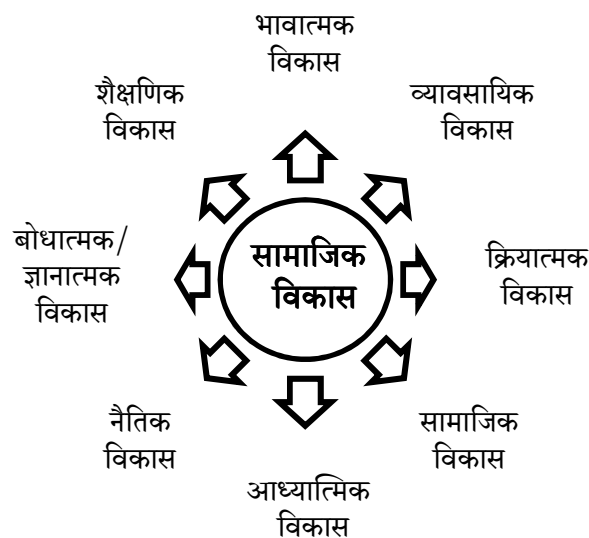 भावात्मक
विकास
शैक्षणिक
विकास
व्यावसायिक
विकास
बोधात्मक/
ज्ञानात्मक
विकास
सामाजिक
विकास
क्रियात्मक
विकास
नैतिक
विकास
सामाजिक
विकास
आध्यात्मिक
विकास